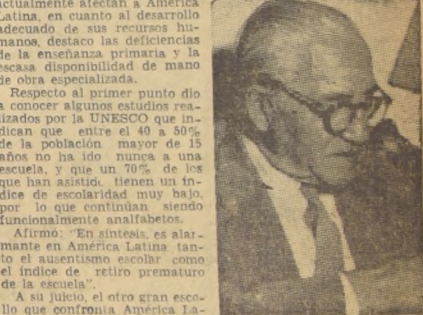 actualmente afectan a América
Latina, en cuanto al desarrollo
adecuado de sus recursos hu-
manos, destaco las deficiencias
de la enseñanza primaria y la
escasa disponibilidad de mano
de obra especializada.
Respecto al primer punto dio
a conocer algunos estudios rea-
lizados por la UNESCO que in-
dican que entre el 40 a 50%
de la población mayor de 15
años no ha ido nunca a una
escuela, y que un 70% de los
que han asistido tienen un ín-
dice de escolaridad muy bajo,
por lo que continúan siendo
funcionalmente analfabetos.
Afirmó: "En síntesis, es alar-
mante en América Latina tan-
to el ausentismo escolar como
el índice de retiro prematuro
de la escuela".
A su juicio, el otro gran esco-
llo que confronta América La-